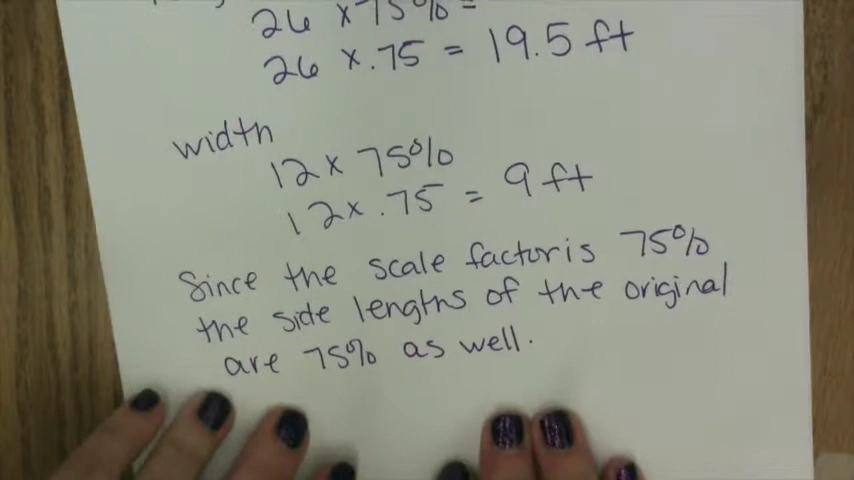 26 x 75% =
26 x .75 = 19.5 ft
width
12 x 75%
12 x .75 = 9 ft
Since the scale factor is 75%
the side lengths of the original
are 75% as well.